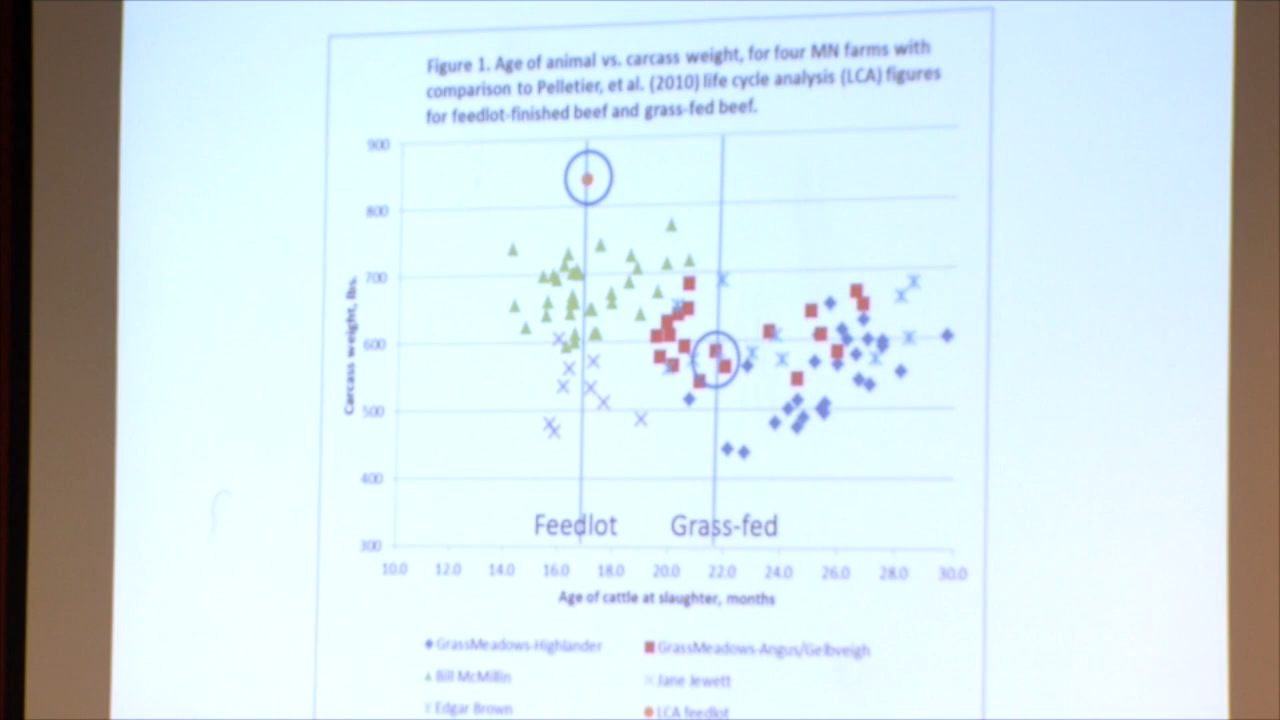 Figure 1. Age of animal vs. carcass weight, for four MN farms with
comparison to Pelletier, et al. (2010) life cycle analysis (LCA) figures
for feedlot-finished beef and grass-fed beef.
900
800
700
600
500
400
300
Carcass weight, lbs.
Feedlot Grass-fed
10.0 12.0 14.0 16.0 18.0 20.0 22.0 24.0 26.0 28.0 30.0
Age of cattle at slaughter, months
GrassMeadows-Highlander GrassMeadows-Angus/Gelbveigh
Bill McMillin Jane Jewett
Edgar Brown LCA feedlot